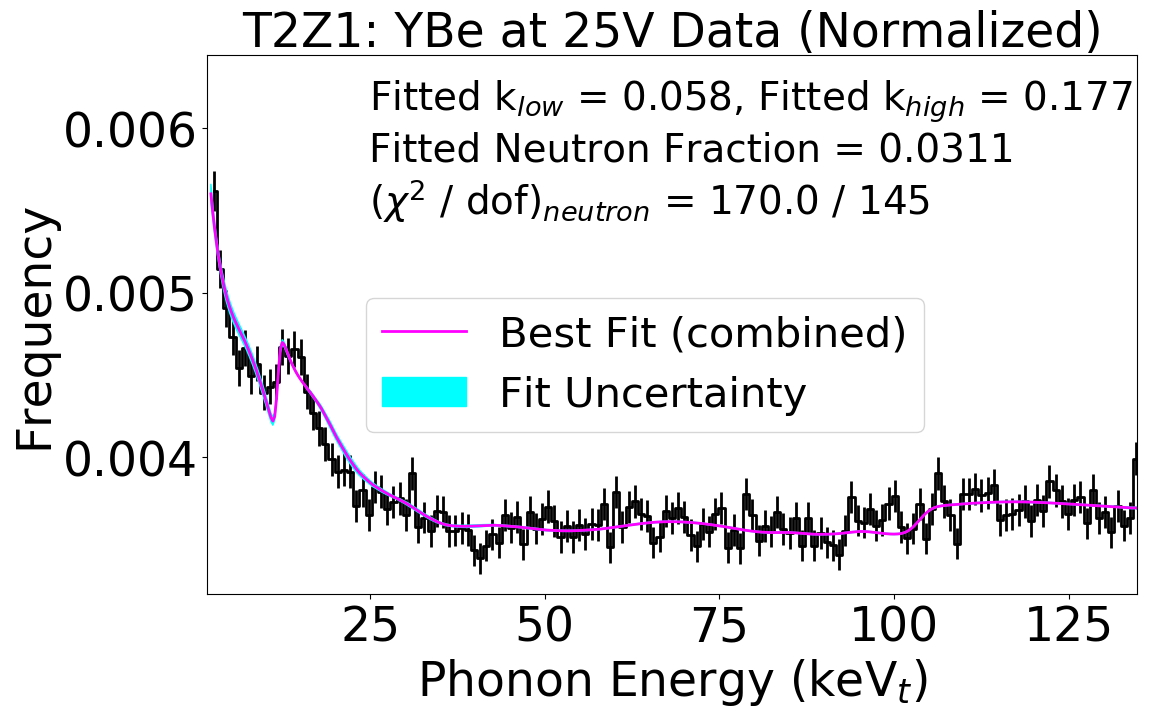 T2Z1: YBe at 25V Data (Normalized)
Fitted k_low = 0.058, Fitted k_high = 0.177
Fitted Neutron Fraction = 0.0311
(χ² / dof)_neutron = 170.0 / 145
0.006
0.005
0.004
Frequency
Best Fit (combined)
Fit Uncertainty
25 50 75 100 125
Phonon Energy (keV_t)